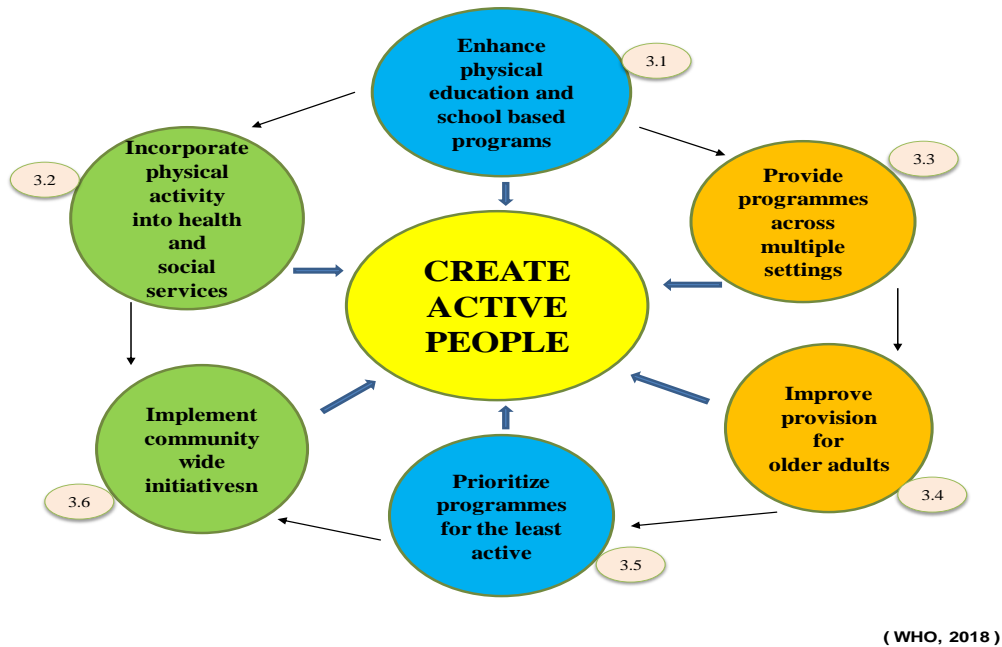 Enhance
physical
education and
school based
programs
3.1
Incorporate
physical
activity
into health
and
social
services
3.2
Provide
programmes
across
multiple
settings
3.3
CREATE
ACTIVE
PEOPLE
Implement
community
wide
initiativesn
3.6
Prioritize
programmes
for the least
active
3.5
Improve
provision
for
older adults
3.4
( WHO, 2018 )